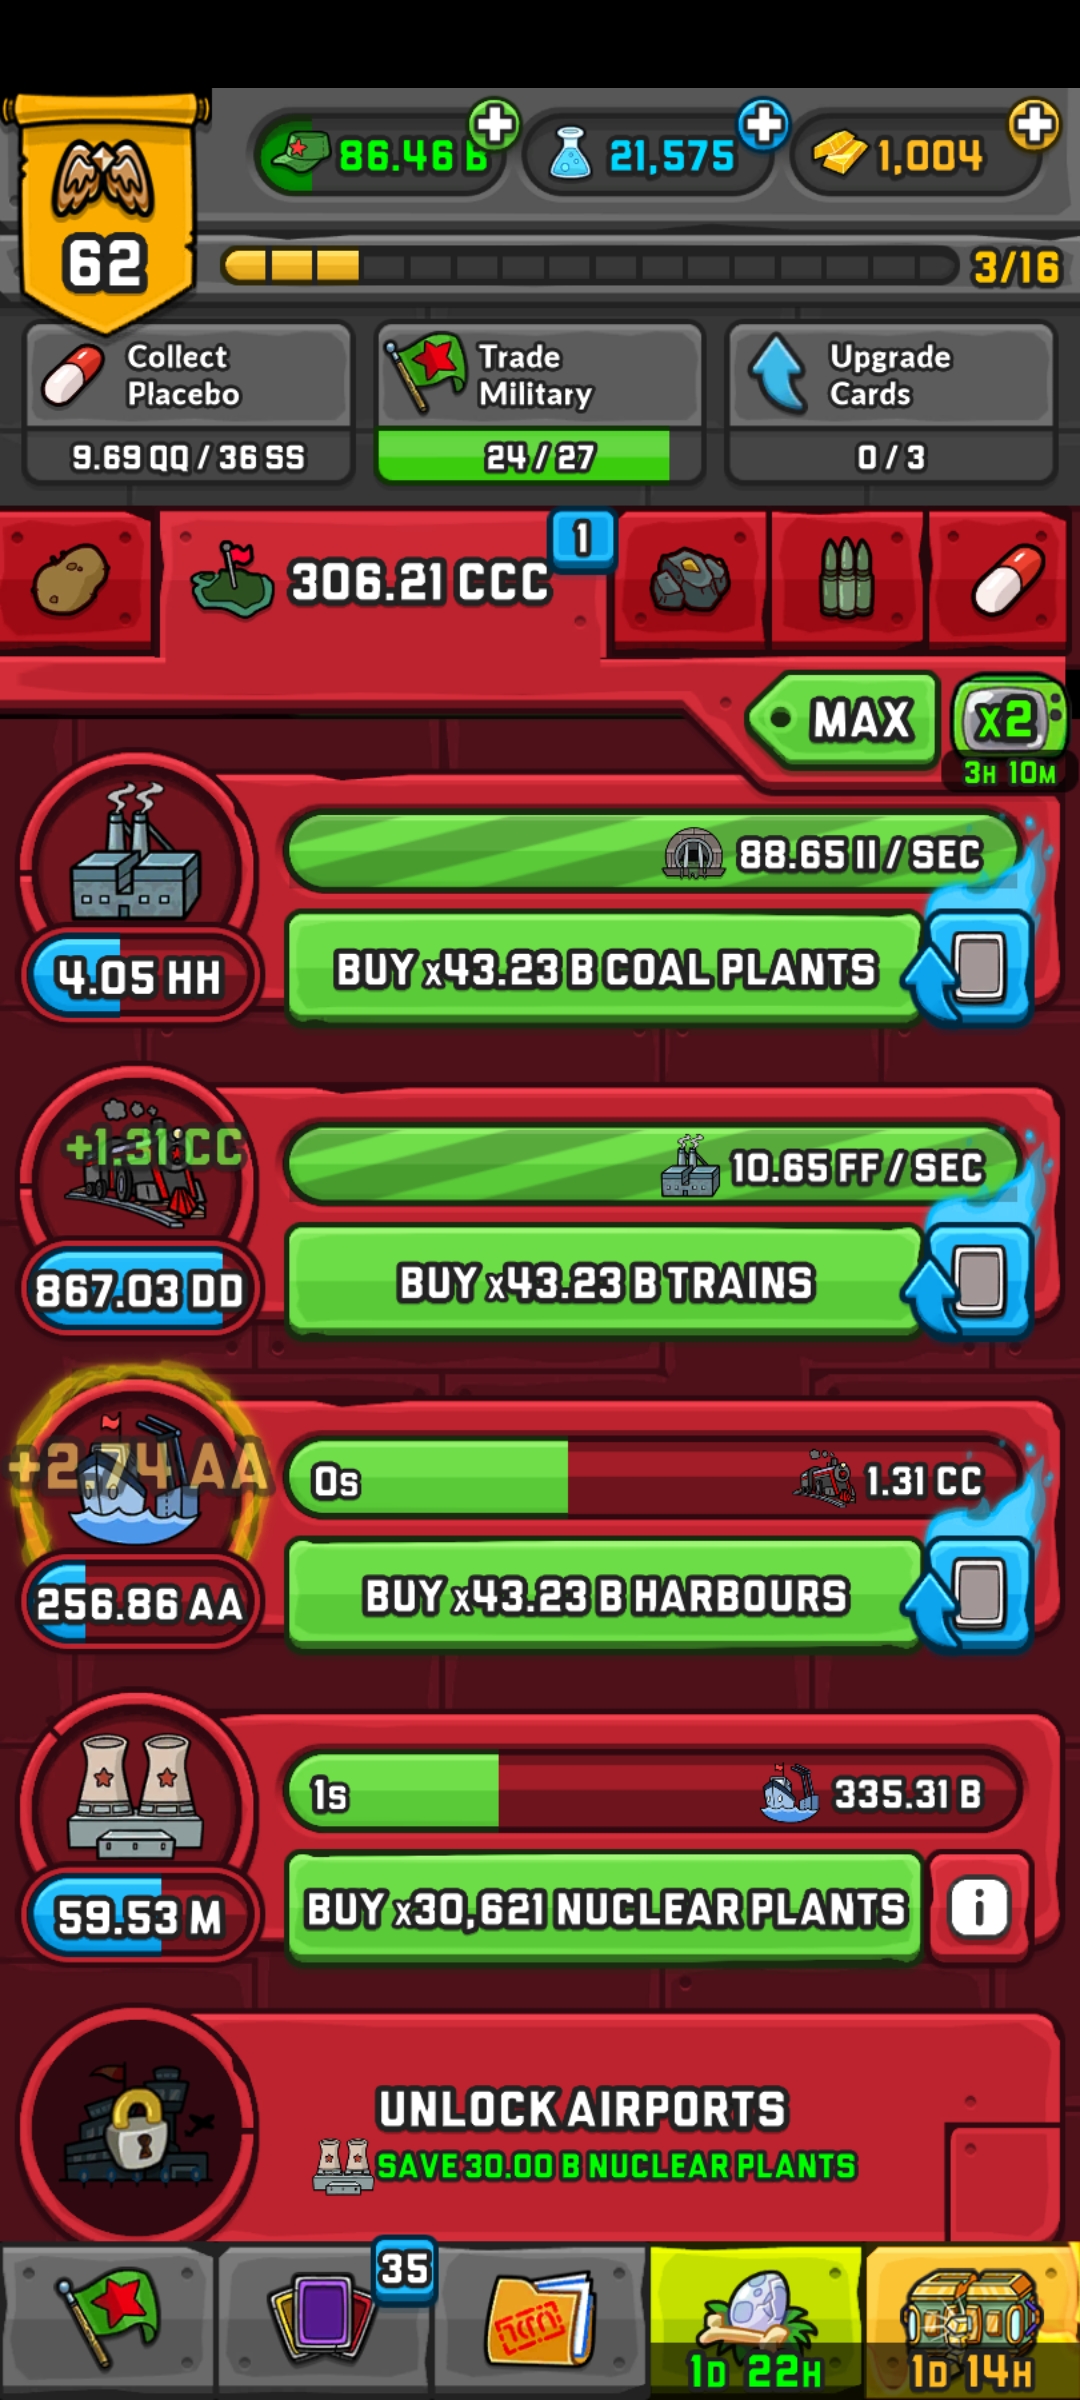 62
86.46 B
21,575
1,004
3/16
Collect
Placebo
9.69 QQ / 36 SS
Trade
Military
24 / 27
Upgrade
Cards
0 / 3
306.21 CCC
1
MAX
x2
3H 10M
88.65 II / SEC
4.05 HH
BUY x43.23 B COAL PLANTS
+1.31 CC
10.65 FF / SEC
867.03 DD
BUY x43.23 B TRAINS
+2.74 AA
0s
1.31 CC
256.86 AA
BUY x43.23 B HARBOURS
1s
335.31 B
59.53 M
BUY x30,621 NUCLEAR PLANTS
i
UNLOCK AIRPORTS
SAVE 30.00 B NUCLEAR PLANTS
35
1D 22H
1D 14H